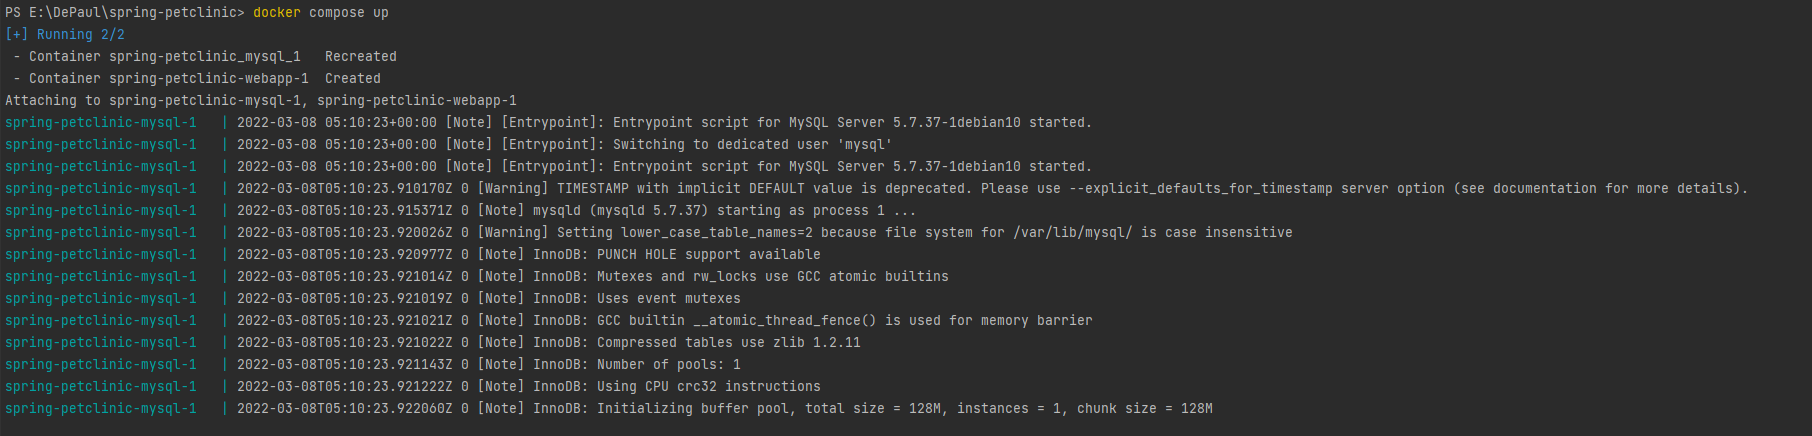 PS E:\DePaul\spring-petclinic> docker compose up
[+] Running 2/2
 - Container spring-petclinic_mysql_1   Recreated
 - Container spring-petclinic-webapp-1  Created
Attaching to spring-petclinic-mysql-1, spring-petclinic-webapp-1
spring-petclinic-mysql-1   | 2022-03-08 05:10:23+00:00 [Note] [Entrypoint]: Entrypoint script for MySQL Server 5.7.37-1debian10 started.
spring-petclinic-mysql-1   | 2022-03-08 05:10:23+00:00 [Note] [Entrypoint]: Switching to dedicated user 'mysql'
spring-petclinic-mysql-1   | 2022-03-08 05:10:23+00:00 [Note] [Entrypoint]: Entrypoint script for MySQL Server 5.7.37-1debian10 started.
spring-petclinic-mysql-1   | 2022-03-08T05:10:23.910170Z 0 [Warning] TIMESTAMP with implicit DEFAULT value is deprecated. Please use --explicit_defaults_for_timestamp server option (see documentation for more details).
spring-petclinic-mysql-1   | 2022-03-08T05:10:23.915371Z 0 [Note] mysqld (mysqld 5.7.37) starting as process 1 ...
spring-petclinic-mysql-1   | 2022-03-08T05:10:23.920026Z 0 [Warning] Setting lower_case_table_names=2 because file system for /var/lib/mysql/ is case insensitive
spring-petclinic-mysql-1   | 2022-03-08T05:10:23.920977Z 0 [Note] InnoDB: PUNCH HOLE support available
spring-petclinic-mysql-1   | 2022-03-08T05:10:23.921014Z 0 [Note] InnoDB: Mutexes and rw_locks use GCC atomic builtins
spring-petclinic-mysql-1   | 2022-03-08T05:10:23.921019Z 0 [Note] InnoDB: Uses event mutexes
spring-petclinic-mysql-1   | 2022-03-08T05:10:23.921021Z 0 [Note] InnoDB: GCC builtin __atomic_thread_fence() is used for memory barrier
spring-petclinic-mysql-1   | 2022-03-08T05:10:23.921022Z 0 [Note] InnoDB: Compressed tables use zlib 1.2.11
spring-petclinic-mysql-1   | 2022-03-08T05:10:23.921143Z 0 [Note] InnoDB: Number of pools: 1
spring-petclinic-mysql-1   | 2022-03-08T05:10:23.921222Z 0 [Note] InnoDB: Using CPU crc32 instructions
spring-petclinic-mysql-1   | 2022-03-08T05:10:23.922060Z 0 [Note] InnoDB: Initializing buffer pool, total size = 128M, instances = 1, chunk size = 128M